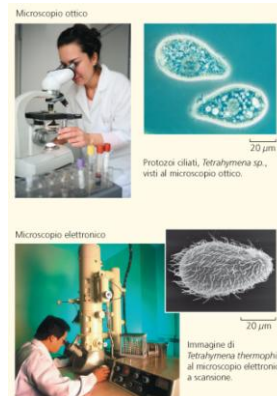 Microscopio ottico
20 µm
Protozoi ciliati, Tetrahymena sp.,
visti al microscopio ottico.
Microscopio elettronico
20 µm
Immagine di
Tetrahymena thermophi
al microscopio elettronic
a scansione.